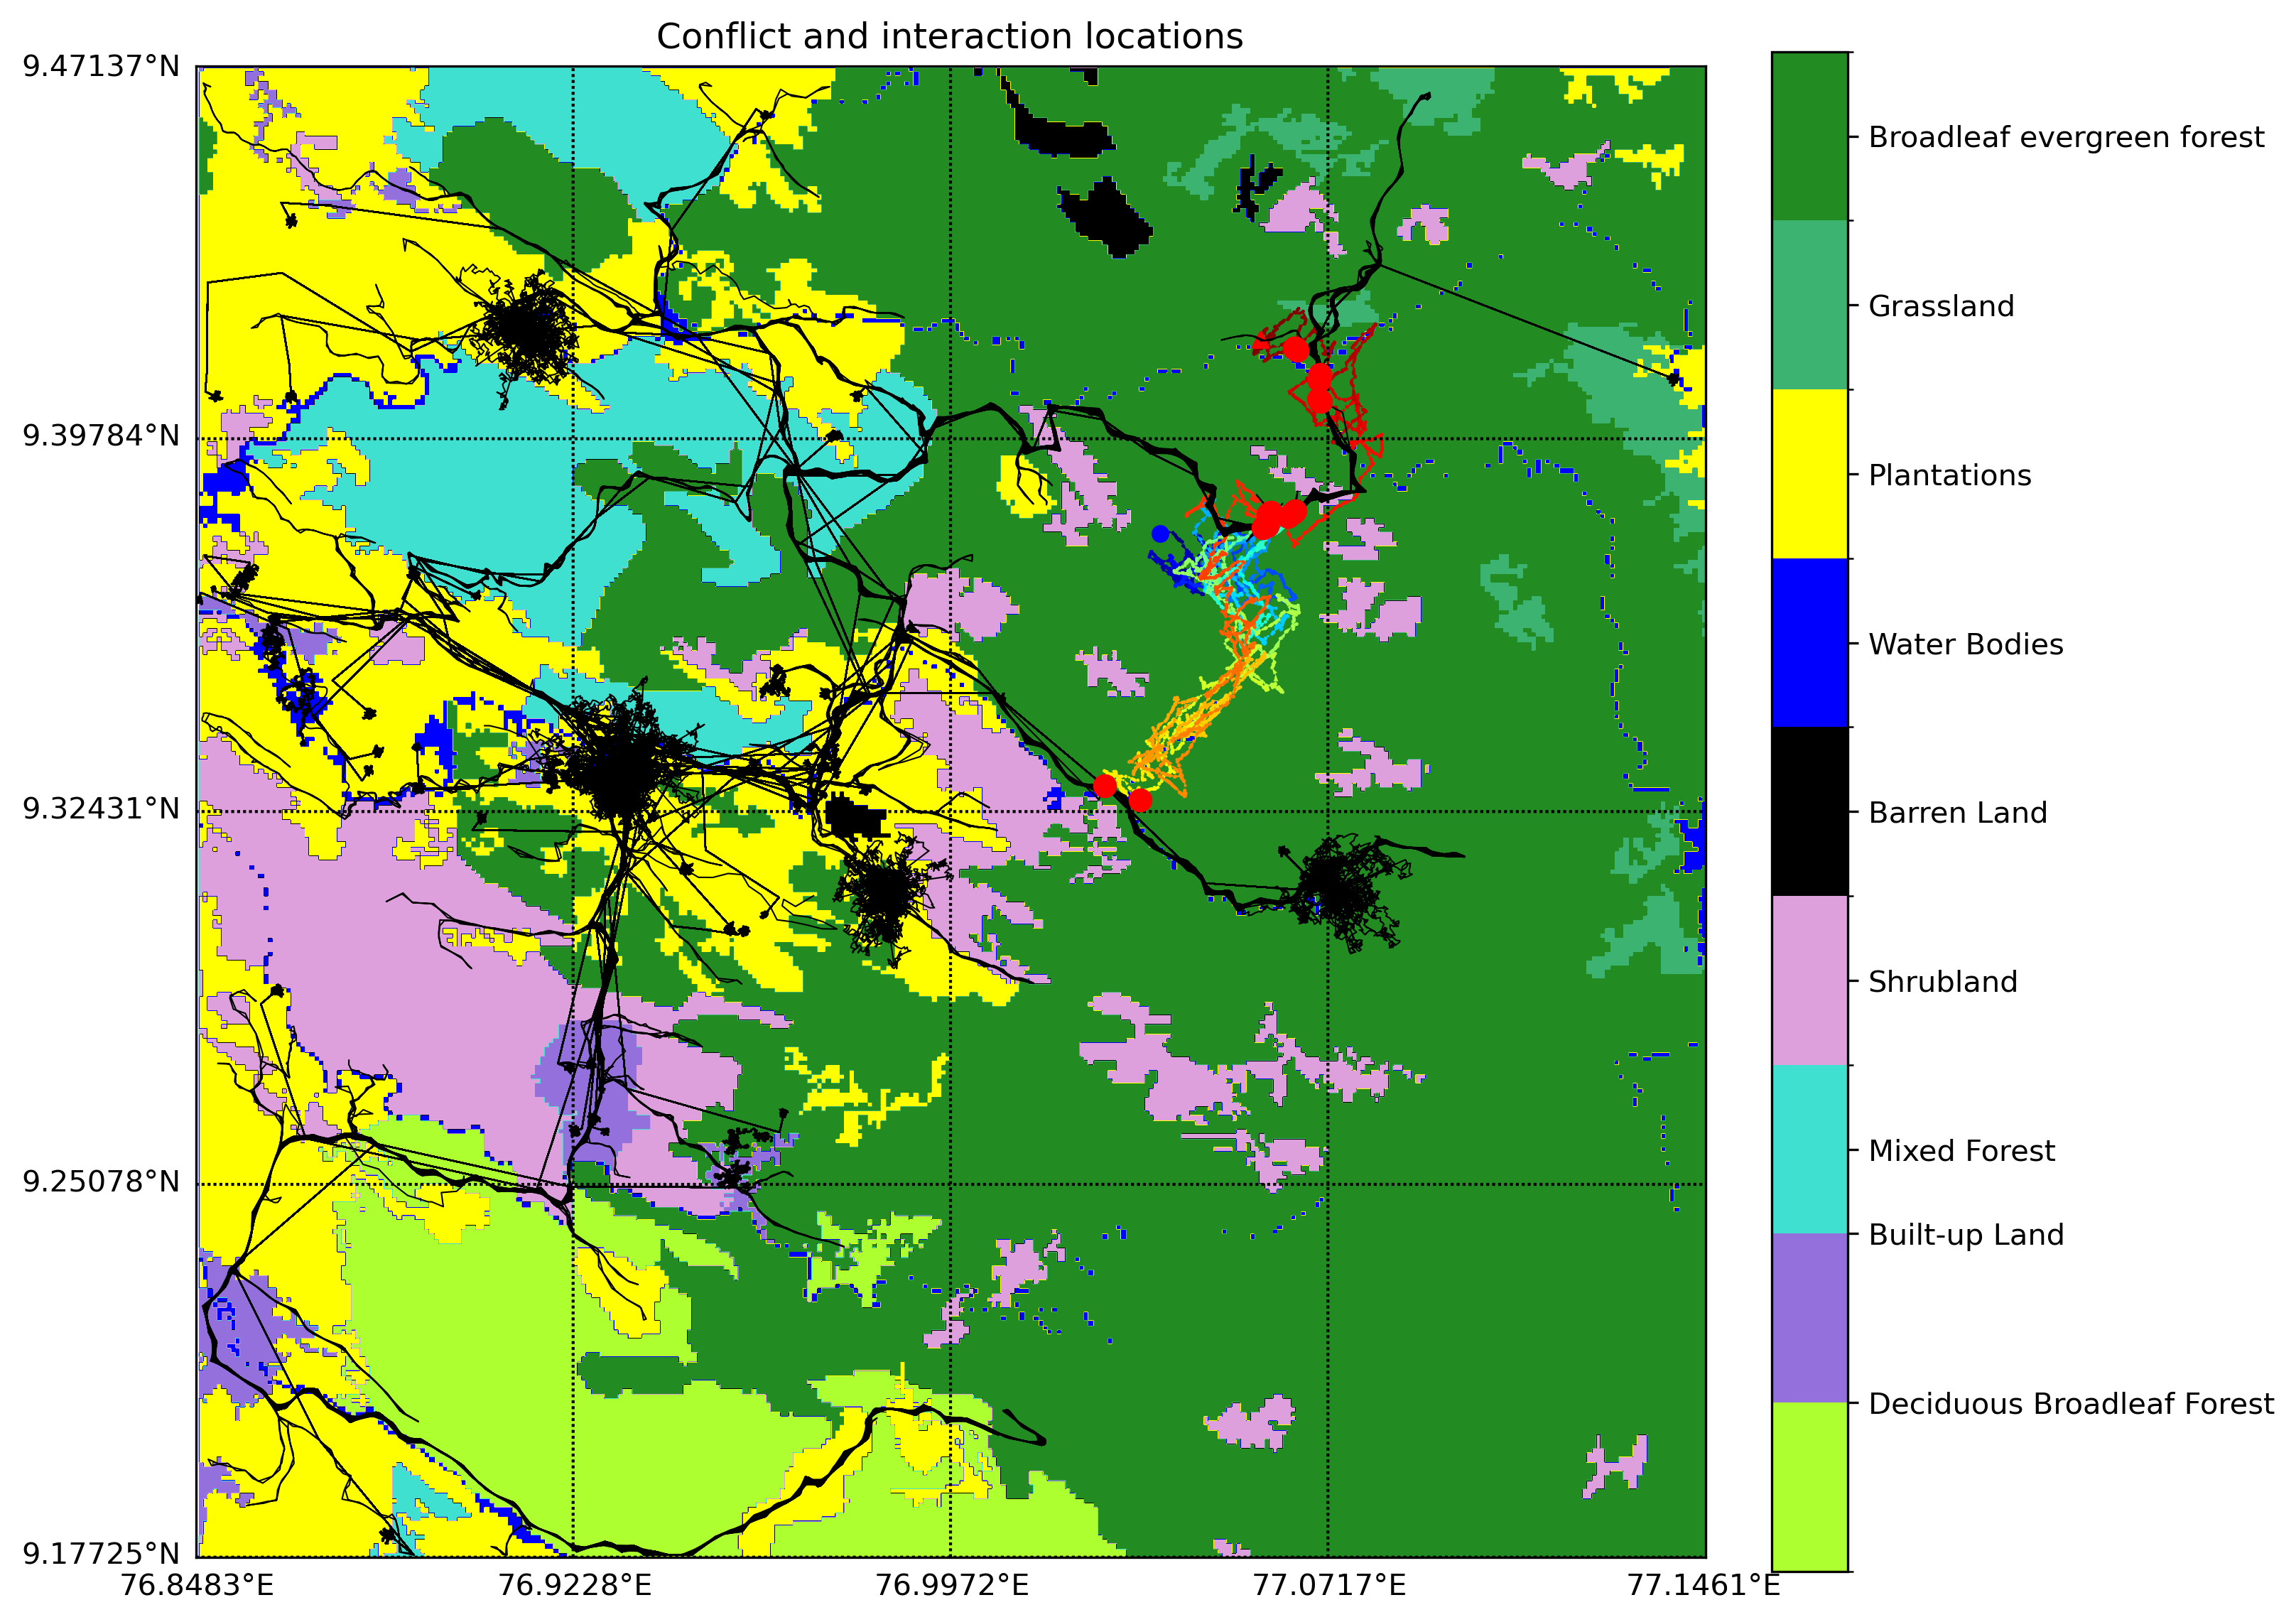 Conflict and interaction locations
9.47137°N
9.39784°N
9.32431°N
9.25078°N
9.17725°N
76.8483°E
76.9228°E
76.9972°E
77.0717°E
77.1461°E
Broadleaf evergreen forest
Grassland
Plantations
Water Bodies
Barren Land
Shrubland
Mixed Forest
Built-up Land
Deciduous Broadleaf Forest